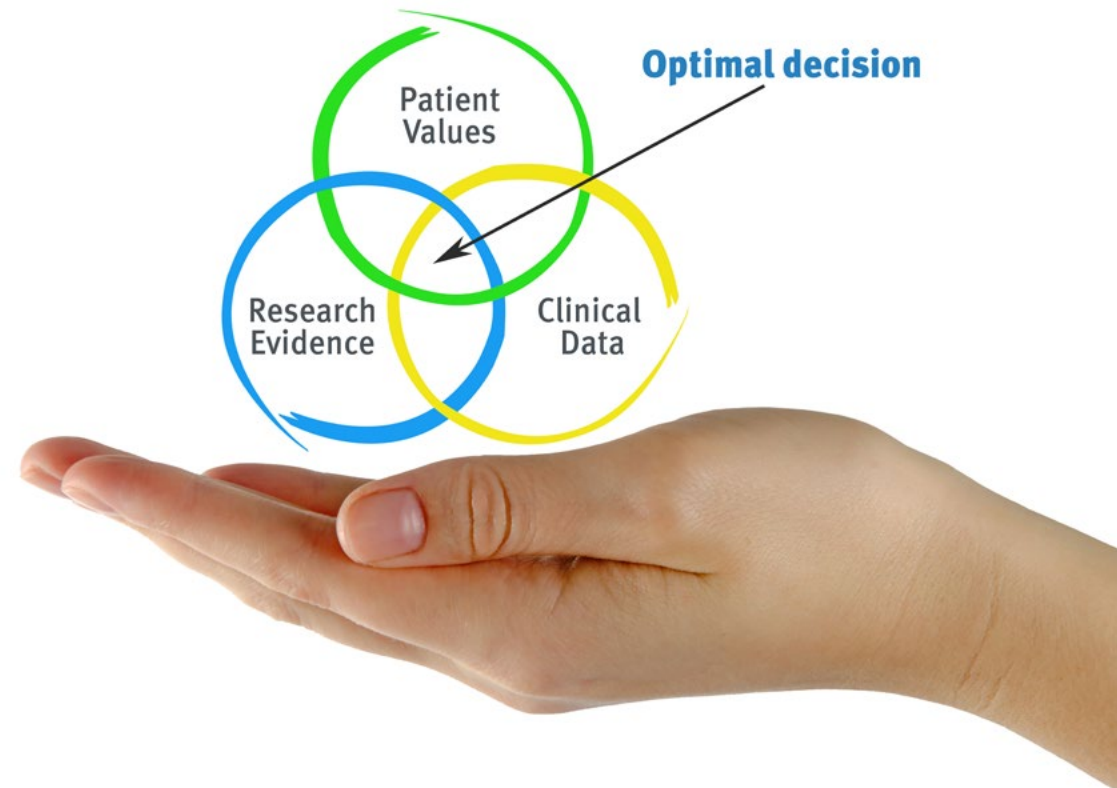 Optimal decision
Patient
Values
Research
Evidence
Clinical
Data